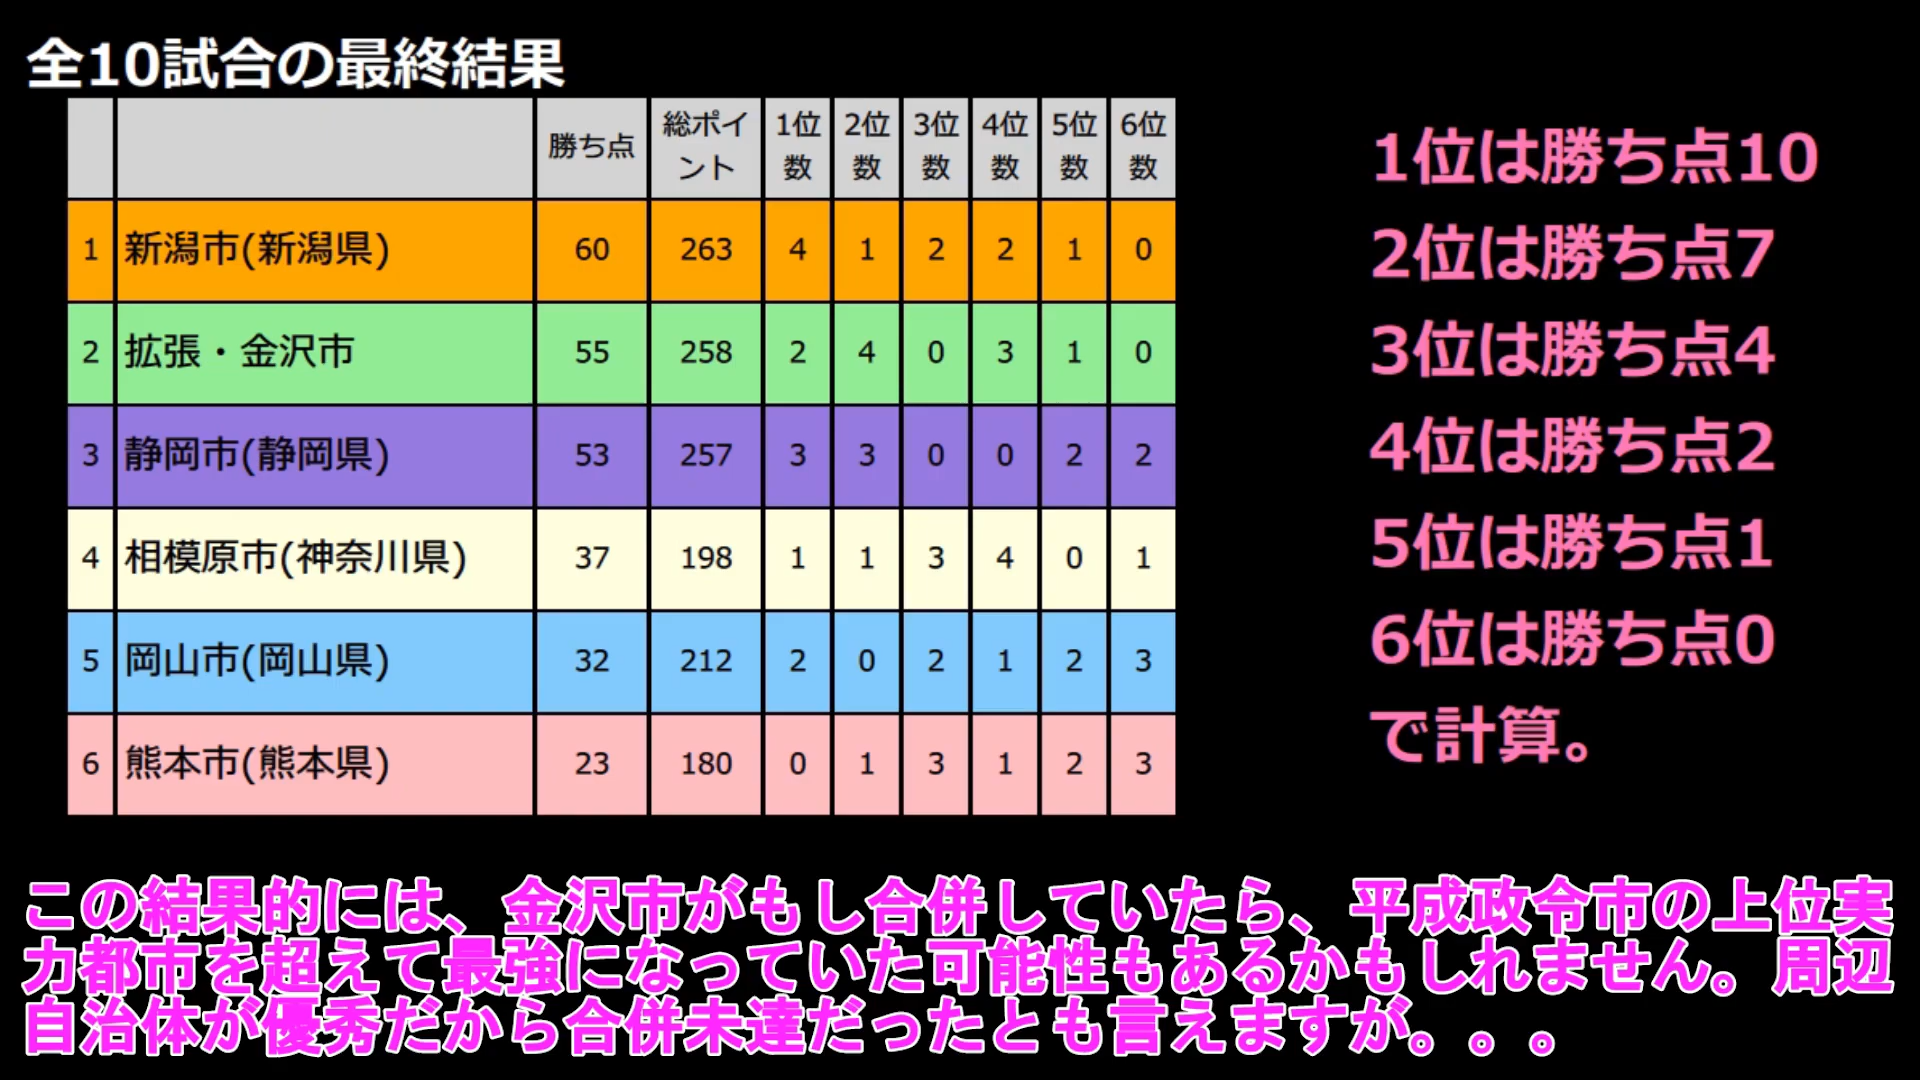 全10試合の最終結果
勝ち点 総ポイント 1位数 2位数 3位数 4位数 5位数 6位数
1 新潟市(新潟県) 60 263 4 1 2 2 1 0
2 拡張・金沢市 55 258 2 4 0 3 1 0
3 静岡市(静岡県) 53 257 3 3 0 0 2 2
4 相模原市(神奈川県) 37 198 1 1 3 4 0 1
5 岡山市(岡山県) 32 212 2 0 2 1 2 3
6 熊本市(熊本県) 23 180 0 1 3 1 2 3
1位は勝ち点10
2位は勝ち点7
3位は勝ち点4
4位は勝ち点2
5位は勝ち点1
6位は勝ち点0
で計算。
この結果的には、金沢市がもし合併していたら、平成政令市の上位実
力都市を超えて最強になっていた可能性もあるかもしれません。周辺
自治体が優秀だから合併未達だったとも言えますが。。。